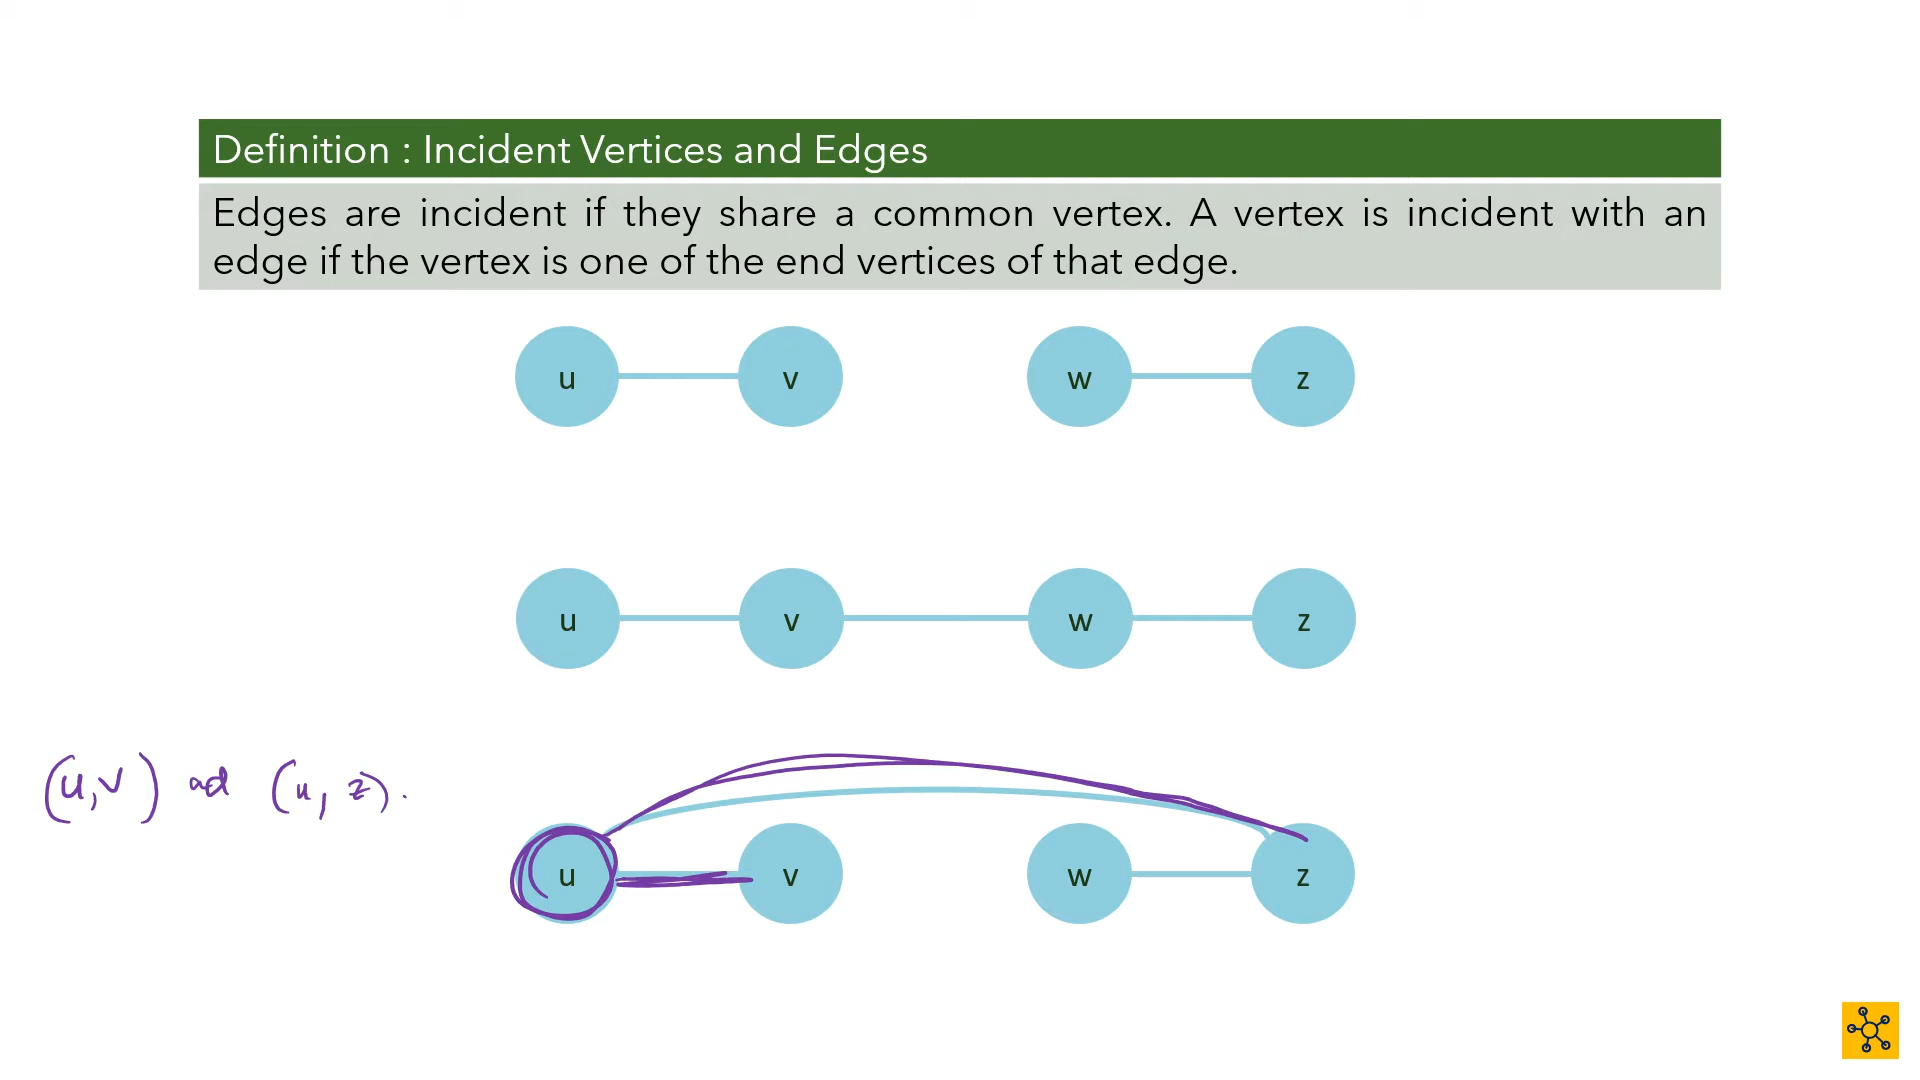 Definition : Incident Vertices and Edges
Edges are incident if they share a common vertex. A vertex is incident with an
edge if the vertex is one of the end vertices of that edge.
u v w z
u v w z
(u,v) ad (u, z).
u v w z